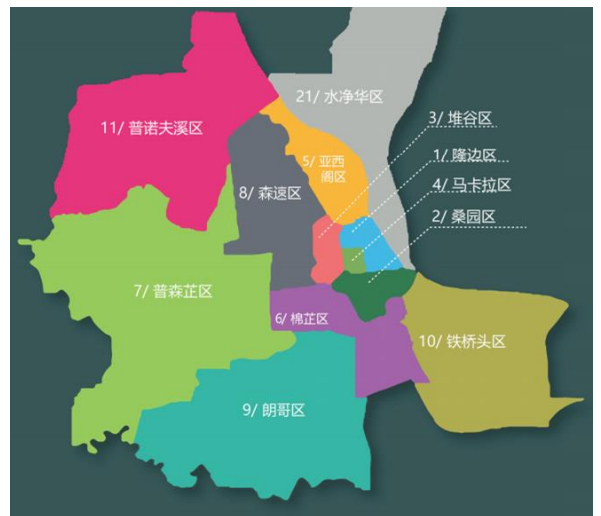 21/ 水净华区
3/ 堆谷区
11/ 普诺夫溪区
1/ 隆边区
5/ 亚西
阁区
4/ 马卡拉区
8/ 森速区
2/ 桑园区
7/ 普森芷区
6/ 棉芷区
10/ 铁桥头区
9/ 朗哥区